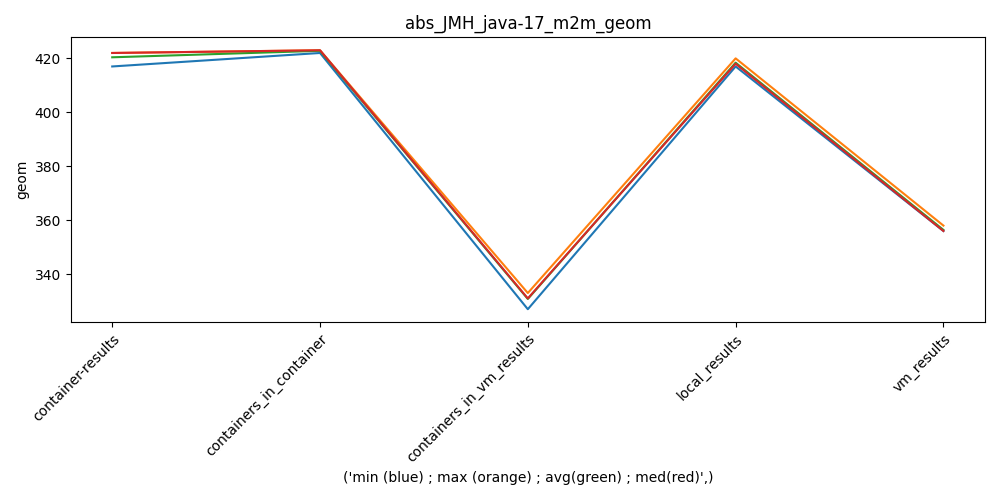 abs_JMH_java-17_m2m_geom
geom
420
400
380
360
340
container-results
containers_in_container
containers_in_vm_results
local_results
vm_results
('min (blue) ; max (orange) ; avg(green) ; med(red)',)